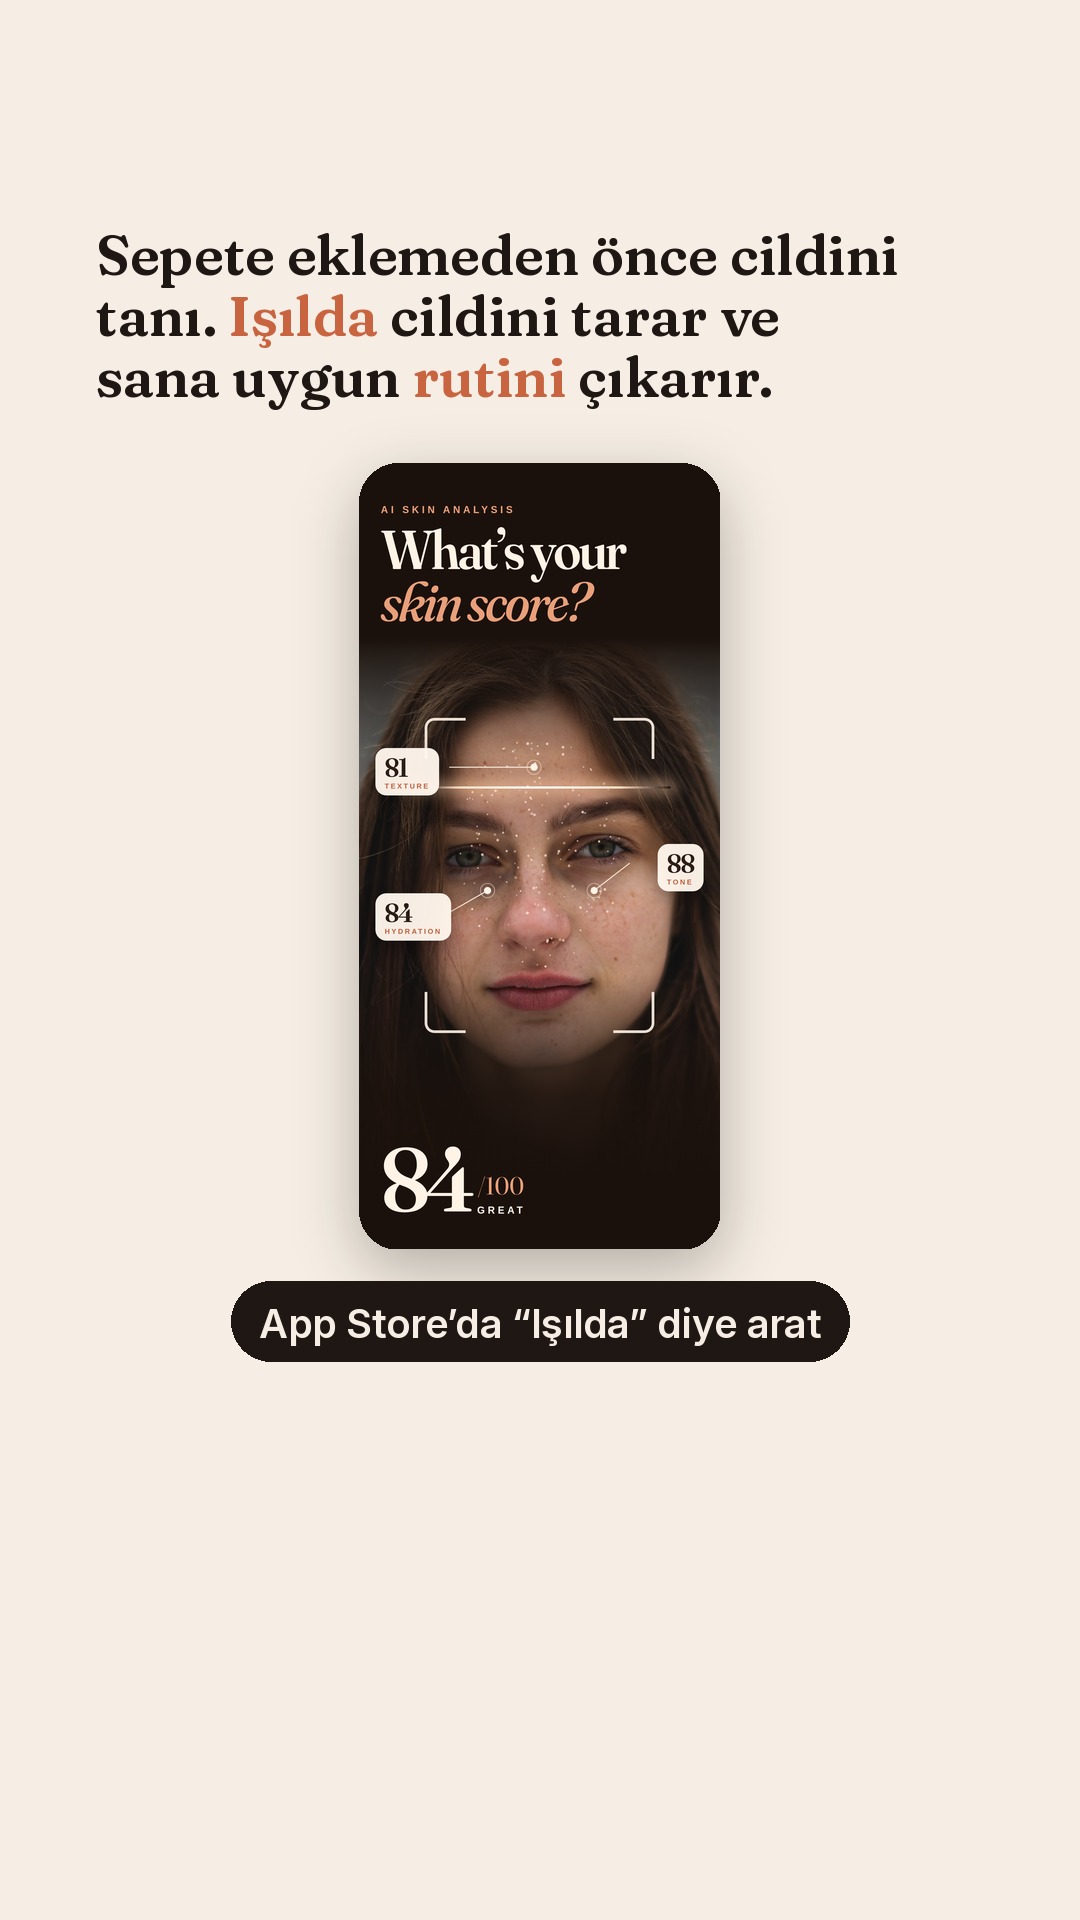 Sepete eklemeden önce cildini
tanı. Işılda cildini tarar ve
sana uygun rutini çıkarır.
AI SKIN ANALYSIS
What's your
skin score?
81
TEXTURE
88
TONE
84
HYDRATION
84 /100
GREAT
App Store'da “Işılda” diye arat